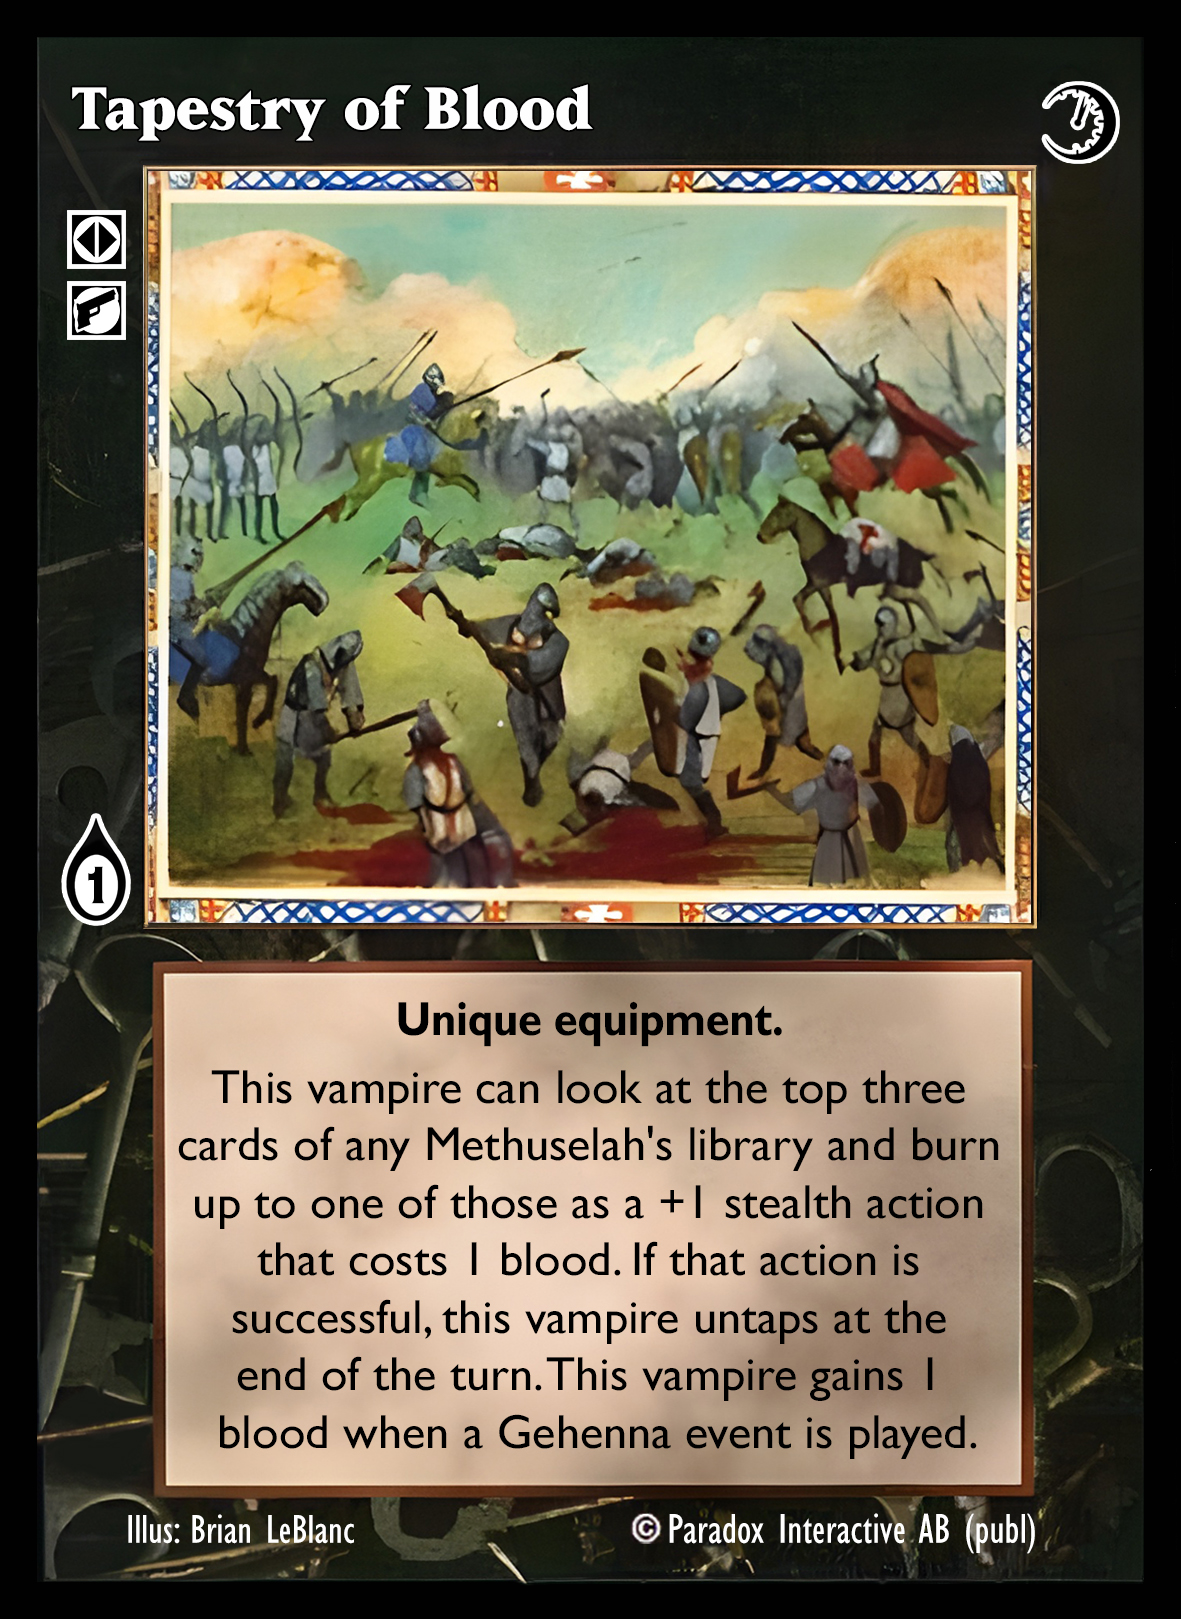 Tapestry of Blood
1
Unique equipment.
This vampire can look at the top three
cards of any Methuselah's library and burn
up to one of those as a +1 stealth action
that costs 1 blood. If that action is
successful, this vampire untaps at the
end of the turn. This vampire gains 1
blood when a Gehenna event is played.
Illus: Brian LeBlanc
© Paradox Interactive AB (publ)